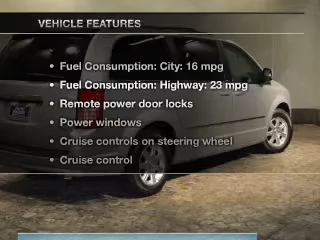 VEHICLE FEATURES
• Fuel Consumption: City: 16 mpg
• Fuel Consumption: Highway: 23 mpg
• Remote power door locks
• Power windows
• Cruise controls on steering wheel
• Cruise control